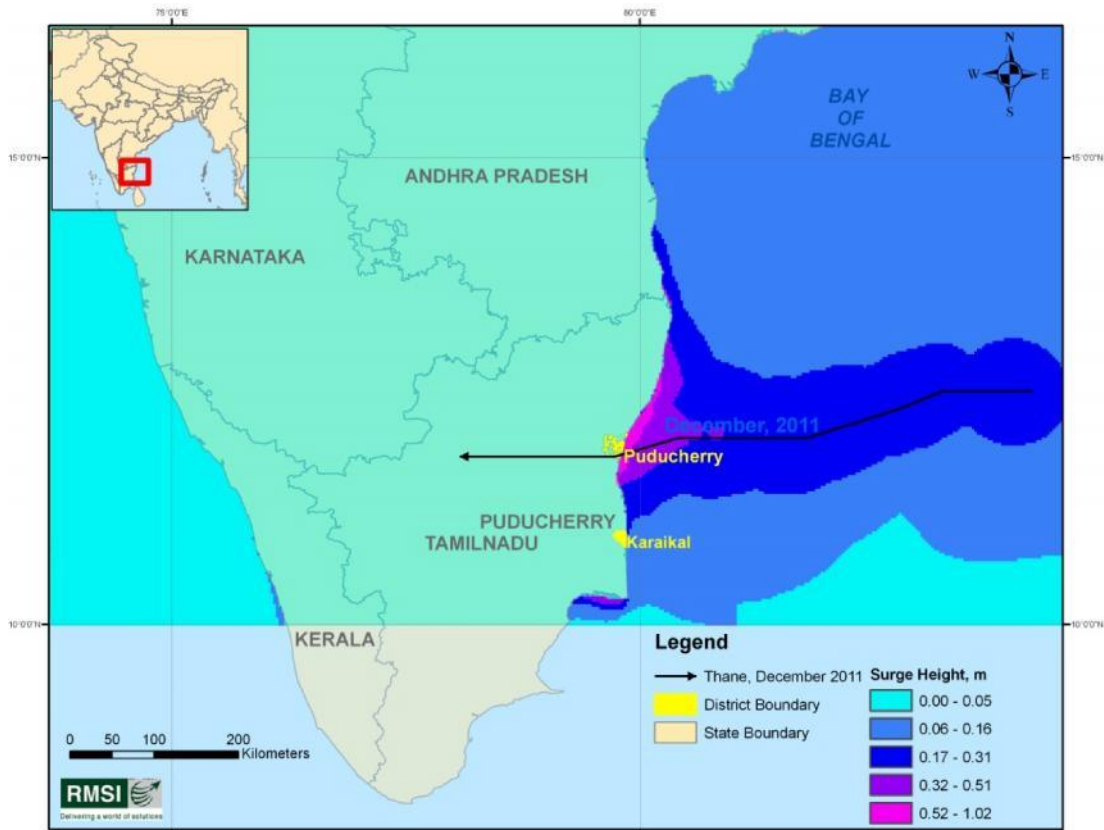 75°0'0"E
80°0'0"E
N
W E
S
BAY
OF
BENGAL
15°0'0"N
15°0'0"N
ANDHRA PRADESH
KARNATAKA
December, 2011
Puducherry
PUDUCHERRY
TAMILNADU
Karaikal
10°0'0"N
KERALA
Legend
Thane, December 2011
District Boundary
State Boundary
Surge Height, m
0.00 - 0.05
0.06 - 0.16
0.17 - 0.31
0.32 - 0.51
0.52 - 1.02
0 50 100 200
Kilometers
RMSI
Delivering a world of solutions